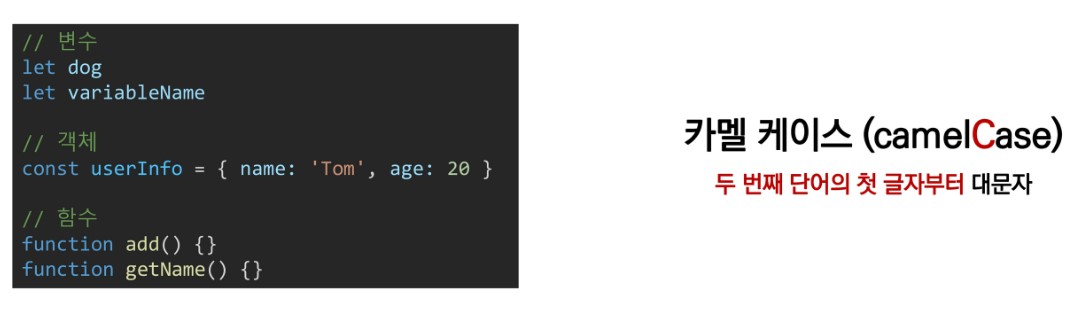 // 변수
let dog
let variableName
// 객체
const userInfo = { name: 'Tom', age: 20 }
// 함수
function add() {}
function getName() {}
카멜 케이스 (camelCase)
두 번째 단어의 첫 글자부터 대문자